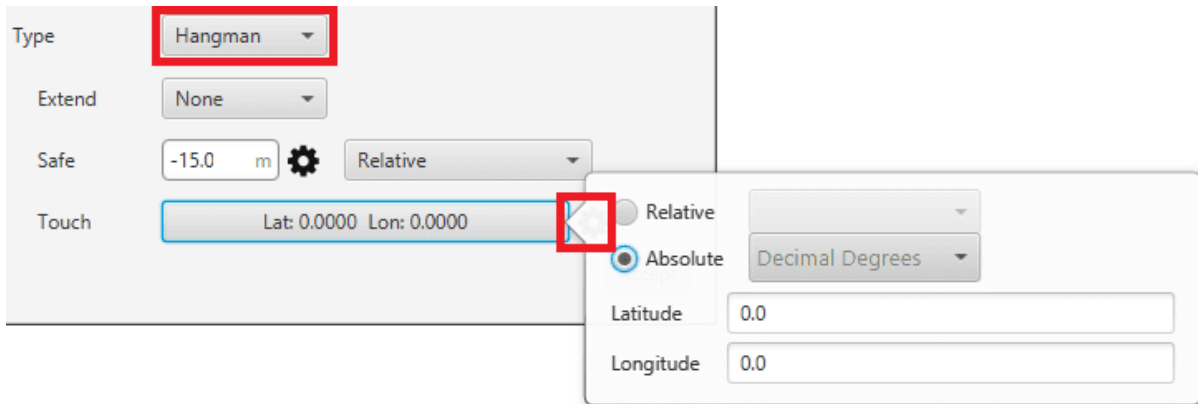 Type Hangman
Extend None
Safe -15.0 m Relative
Touch Lat: 0.0000 Lon: 0.0000
Relative
Absolute Decimal Degrees
Latitude 0.0
Longitude 0.0